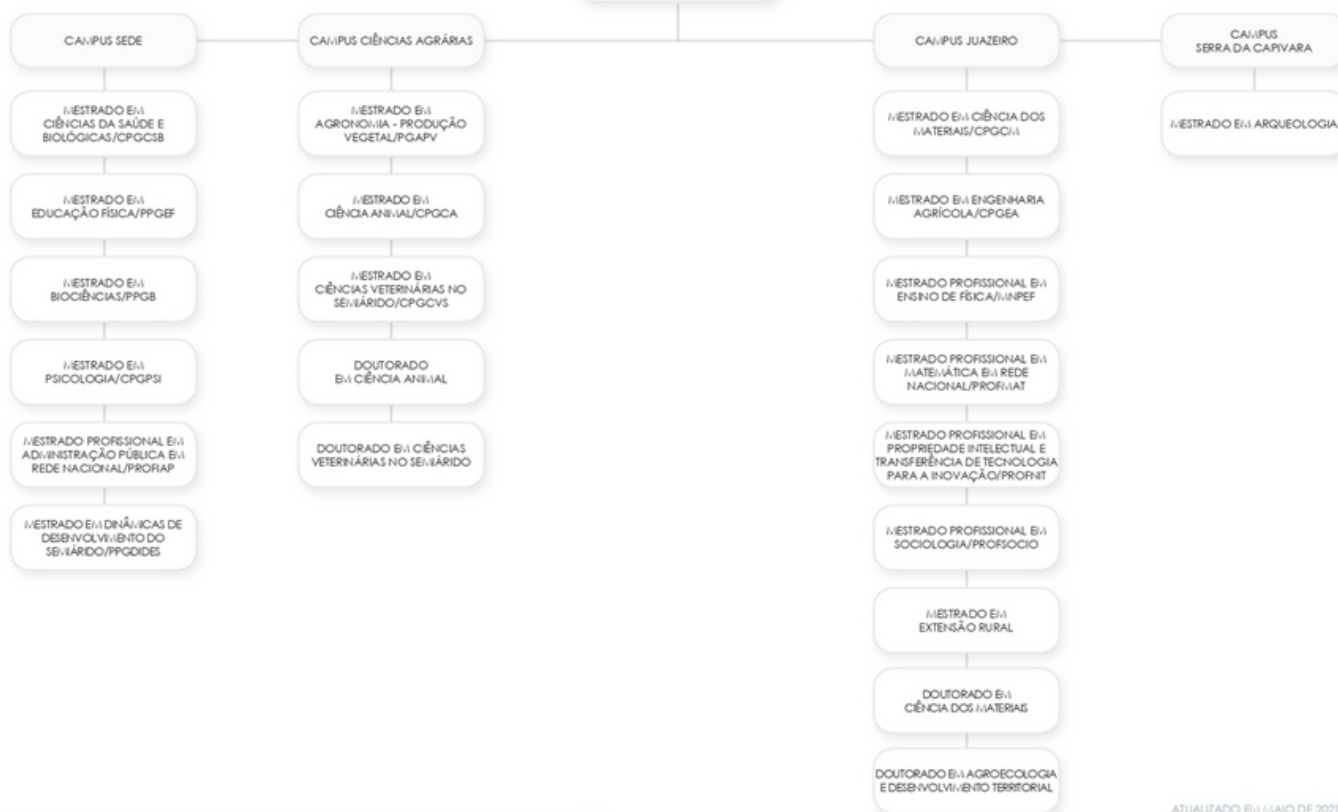 CAMPUS SEDE
MESTRADO EM
CIÊNCIAS DA SAÚDE E
BIOLÓGICAS/CPGCSB
MESTRADO EM
EDUCAÇÃO FÍSICA/PPGEF
MESTRADO EM
BIOCIÊNCIAS/PPGB
MESTRADO EM
PSICOLOGIA/CPGPSI
MESTRADO PROFISSIONAL EM
ADMINISTRAÇÃO PÚBLICA EM
REDE NACIONAL/PROFIAP
MESTRADO EM DINÂMICAS DE
DESENVOLVIMENTO DO
SEMIÁRIDO/PPGDIDES
CAMPUS CIÊNCIAS AGRÁRIAS
MESTRADO EM
AGRONOMIA - PRODUÇÃO
VEGETAL/PGAPV
MESTRADO EM
CIÊNCIA ANIMAL/CPGCA
MESTRADO EM
CIÊNCIAS VETERINÁRIAS NO
SEMIÁRIDO/CPGCVS
DOUTORADO
EM CIÊNCIA ANIMAL
DOUTORADO EM CIÊNCIAS
VETERINÁRIAS NO SEMIÁRIDO
CAMPUS JUAZEIRO
MESTRADO EM CIÊNCIA DOS
MATERIAIS/CPGCM
MESTRADO EM ENGENHARIA
AGRÍCOLA/CPGEA
MESTRADO PROFISSIONAL EM
ENSINO DE FÍSICA/MNPEF
MESTRADO PROFISSIONAL EM
MATEMÁTICA EM REDE
NACIONAL/PROFMAT
MESTRADO PROFISSIONAL EM
PROPRIEDADE INTELECTUAL E
TRANSFERÊNCIA DE TECNOLOGIA
PARA A INOVAÇÃO/PROFNIT
MESTRADO PROFISSIONAL EM
SOCIOLOGIA/PROFSOCIO
MESTRADO EM
EXTENSÃO RURAL
DOUTORADO EM
CIÊNCIA DOS MATERIAIS
DOUTORADO EM AGROECOLOGIA
E DESENVOLVIMENTO TERRITORIAL
CAMPUS
SERRA DA CAPIVARA
MESTRADO EM ARQUEOLOGIA
ATUALIZADO EM MAIO DE 2021